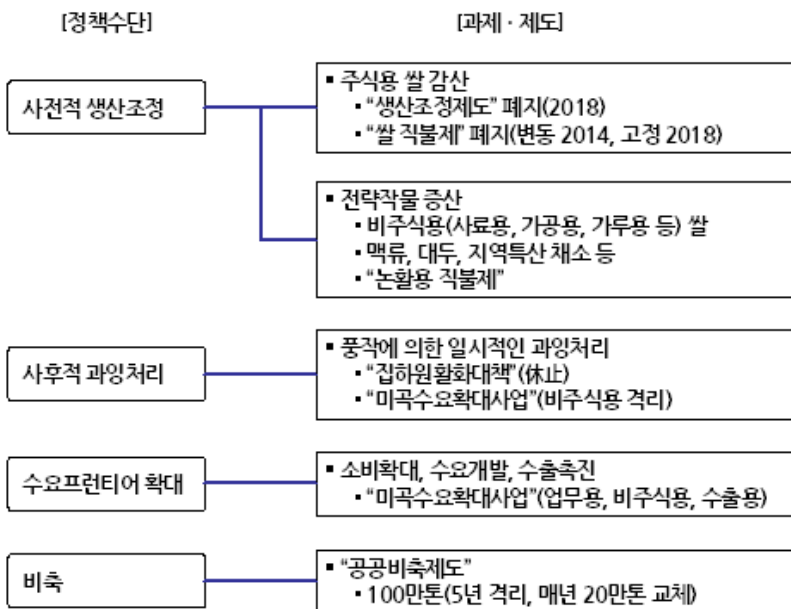 [정책수단]
[과제 · 제도]
사전적 생산조정
▪ 주식용 쌀 감산
▪ “생산조정제도” 폐지(2018)
▪ “쌀 직불제” 폐지(변동 2014, 고정 2018)
▪ 전략작물 증산
▪ 비주식용(사료용, 가공용, 가루용 등) 쌀
▪ 맥류, 대두, 지역특산 채소 등
▪ “논활용 직불제”
사후적 과잉처리
▪ 풍작에 의한 일시적인 과잉처리
▪ “집하원활화대책”(休止)
▪ “미곡수요확대사업”(비주식용 격리)
수요프런티어 확대
▪ 소비확대, 수요개발, 수출촉진
▪ “미곡수요확대사업”(업무용, 비주식용, 수출용)
비축
▪ “공공비축제도”
▪ 100만톤(5년 격리, 매년 20만톤 교체)